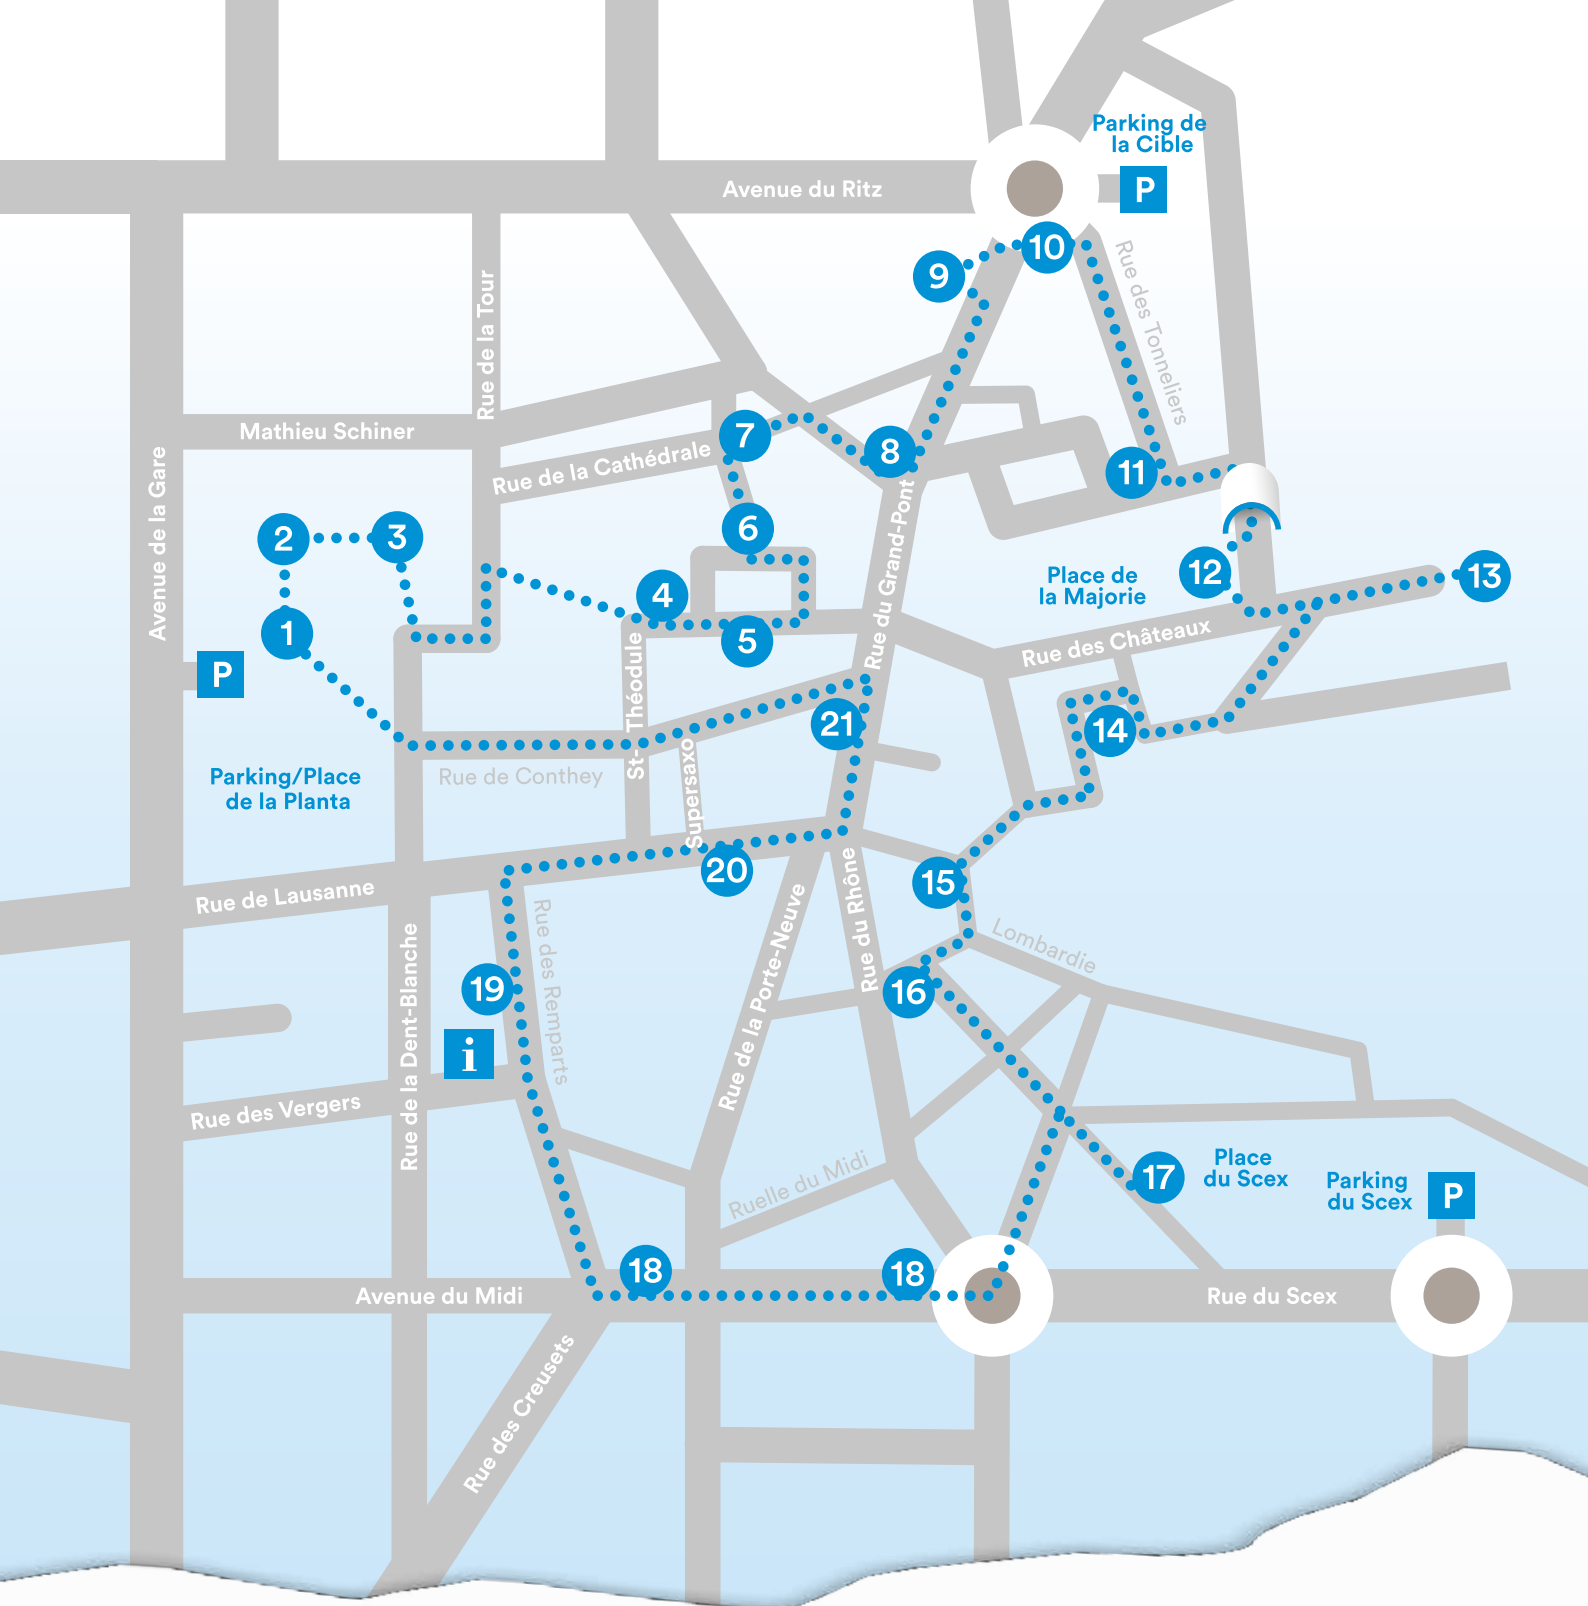 Parking de
la Cible
P
Avenue du Ritz
10
9
Rue des Tonneliers
Rue de la Tour
Mathieu Schiner
7
8
Rue de la Cathédrale
11
Avenue de la Gare
2
3
6
Rue du Grand-Pont
4
12
13
Place de
la Majorie
1
5
Rue des Châteaux
P
St- Théodule
21
14
Parking/Place
de la Planta
Rue de Conthey
Supersaxo
20
15
Rue de Lausanne
Rue du Rhône
Rue de la Porte-Neuve
Rue des Remparts
Lombardie
19
16
Rue de la Dent-Blanche
i
Rue des Vergers
Ruelle du Midi
17
Place
du Scex
Parking
du Scex
P
18
18
Avenue du Midi
Rue du Scex
Rue des Creusets